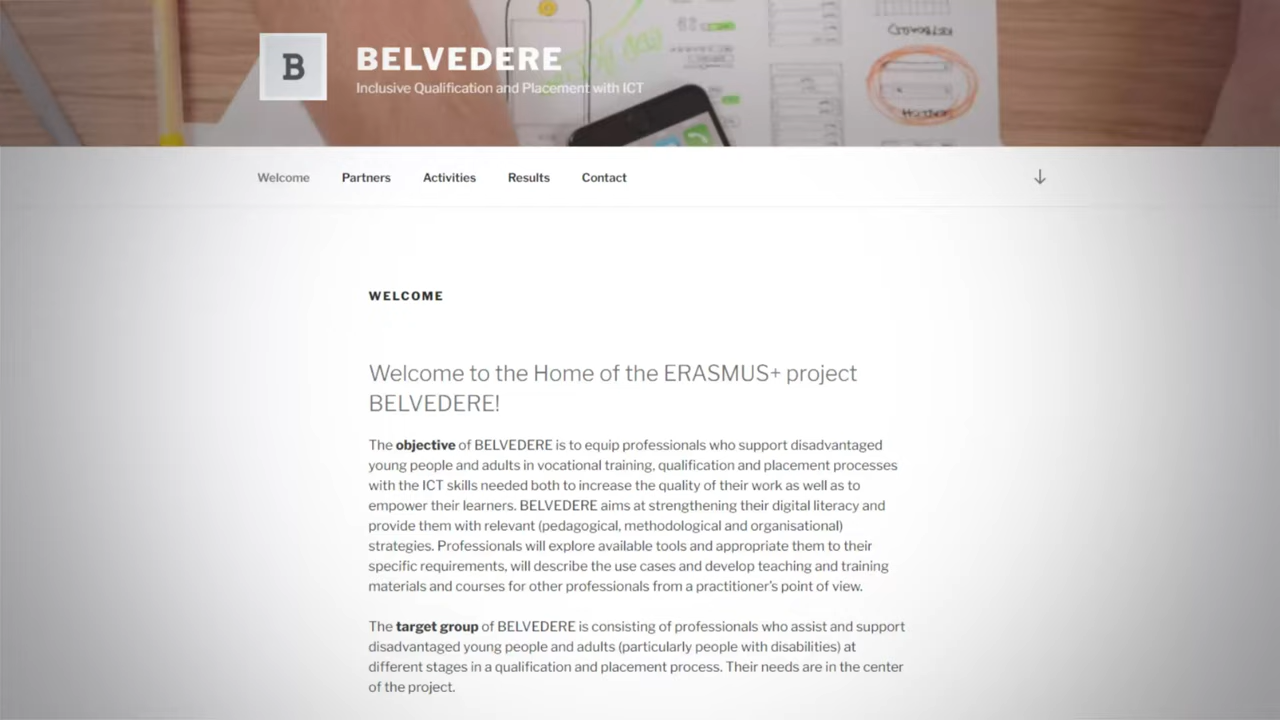 B
BELVEDERE
Inclusive Qualification and Placement with ICT
Welcome
Partners
Activities
Results
Contact
WELCOME
Welcome to the Home of the ERASMUS+ project
BELVEDERE!
The objective of BELVEDERE is to equip professionals who support disadvantaged
young people and adults in vocational training, qualification and placement processes
with the ICT skills needed both to increase the quality of their work as well as to
empower their learners. BELVEDERE aims at strengthening their digital literacy and
provide them with relevant (pedagogical, methodological and organisational)
strategies. Professionals will explore available tools and appropriate them to their
specific requirements, will describe the use cases and develop teaching and training
materials and courses for other professionals from a practitioner's point of view.
The target group of BELVEDERE is consisting of professionals who assist and support
disadvantaged young people and adults (particularly people with disabilities) at
different stages in a qualification and placement process. Their needs are in the center
of the project.